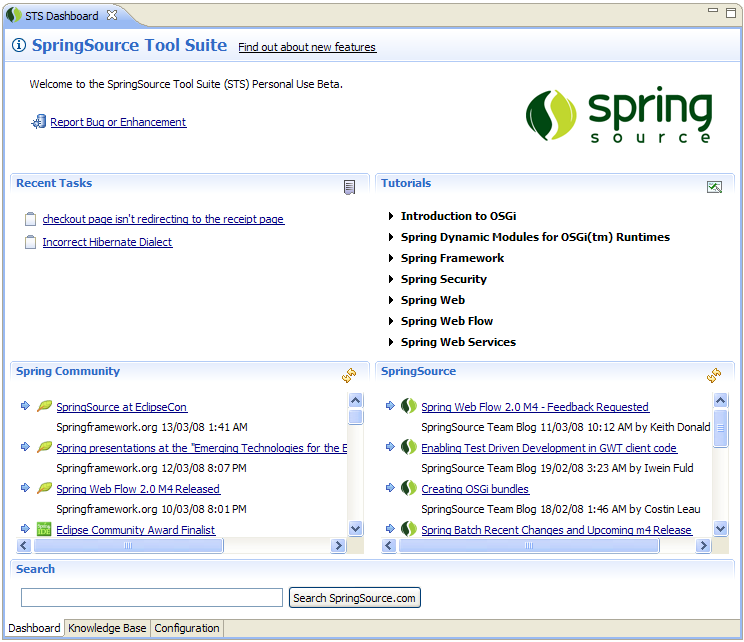 STS Dashboard
SpringSource Tool Suite Find out about new features
Welcome to the SpringSource Tool Suite (STS) Personal Use Beta.
Report Bug or Enhancement
spring
source
Recent Tasks
checkout page isn't redirecting to the receipt page
Incorrect Hibernate Dialect
Tutorials
Introduction to OSGi
Spring Dynamic Modules for OSGi(tm) Runtimes
Spring Framework
Spring Security
Spring Web
Spring Web Flow
Spring Web Services
Spring Community
SpringSource at EclipseCon
Springframework.org 13/03/08 1:41 AM
Spring presentations at the "Emerging Technologies for the E
Springframework.org 12/03/08 8:07 PM
Spring Web Flow 2.0 M4 Released
Springframework.org 10/03/08 8:01 PM
Eclipse Community Award Finalist
SpringSource
Spring Web Flow 2.0 M4 - Feedback Requested
SpringSource Team Blog 11/03/08 10:12 AM by Keith Donald
Enabling Test Driven Development in GWT client code
SpringSource Team Blog 19/02/08 3:23 AM by Iwein Fuld
Creating OSGi bundles
SpringSource Team Blog 18/02/08 1:46 AM by Costin Leau
Spring Batch Recent Changes and Upcoming m4 Release
Search
Search SpringSource.com
Dashboard Knowledge Base Configuration